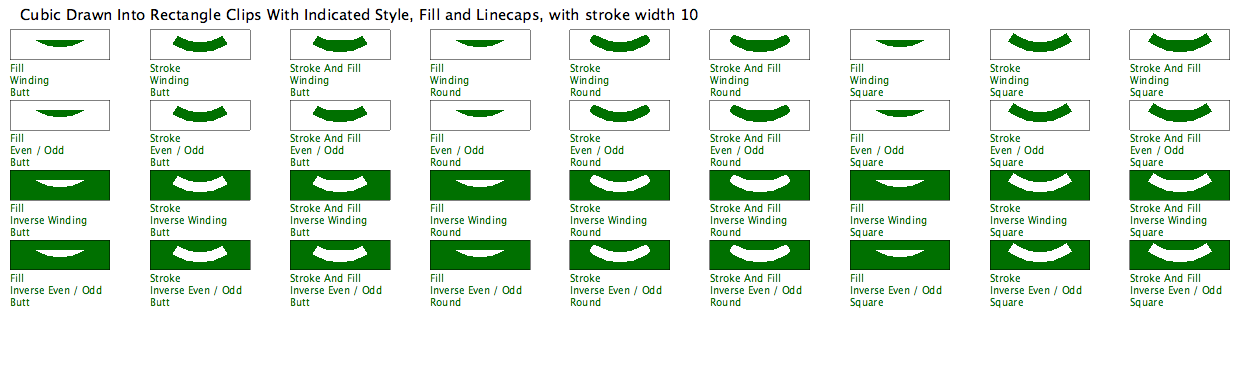 Cubic Drawn Into Rectangle Clips With Indicated Style, Fill and Linecaps, with stroke width 10
Fill Stroke Stroke And Fill Fill Stroke Stroke And Fill Fill Stroke Stroke And Fill
Winding Winding Winding Winding Winding Winding Winding Winding Winding
Butt Butt Butt Round Round Round Square Square Square
Fill Stroke Stroke And Fill Fill Stroke Stroke And Fill Fill Stroke Stroke And Fill
Even / Odd Even / Odd Even / Odd Even / Odd Even / Odd Even / Odd Even / Odd Even / Odd Even / Odd
Butt Butt Butt Round Round Round Square Square Square
Fill Stroke Stroke And Fill Fill Stroke Stroke And Fill Fill Stroke Stroke And Fill
Inverse Winding Inverse Winding Inverse Winding Inverse Winding Inverse Winding Inverse Winding Inverse Winding Inverse Winding Inverse Winding
Butt Butt Butt Round Round Round Square Square Square
Fill Stroke Stroke And Fill Fill Stroke Stroke And Fill Fill Stroke Stroke And Fill
Inverse Even / Odd Inverse Even / Odd Inverse Even / Odd Inverse Even / Odd Inverse Even / Odd Inverse Even / Odd Inverse Even / Odd Inverse Even / Odd Inverse Even / Odd
Butt Butt Butt Round Round Round Square Square Square